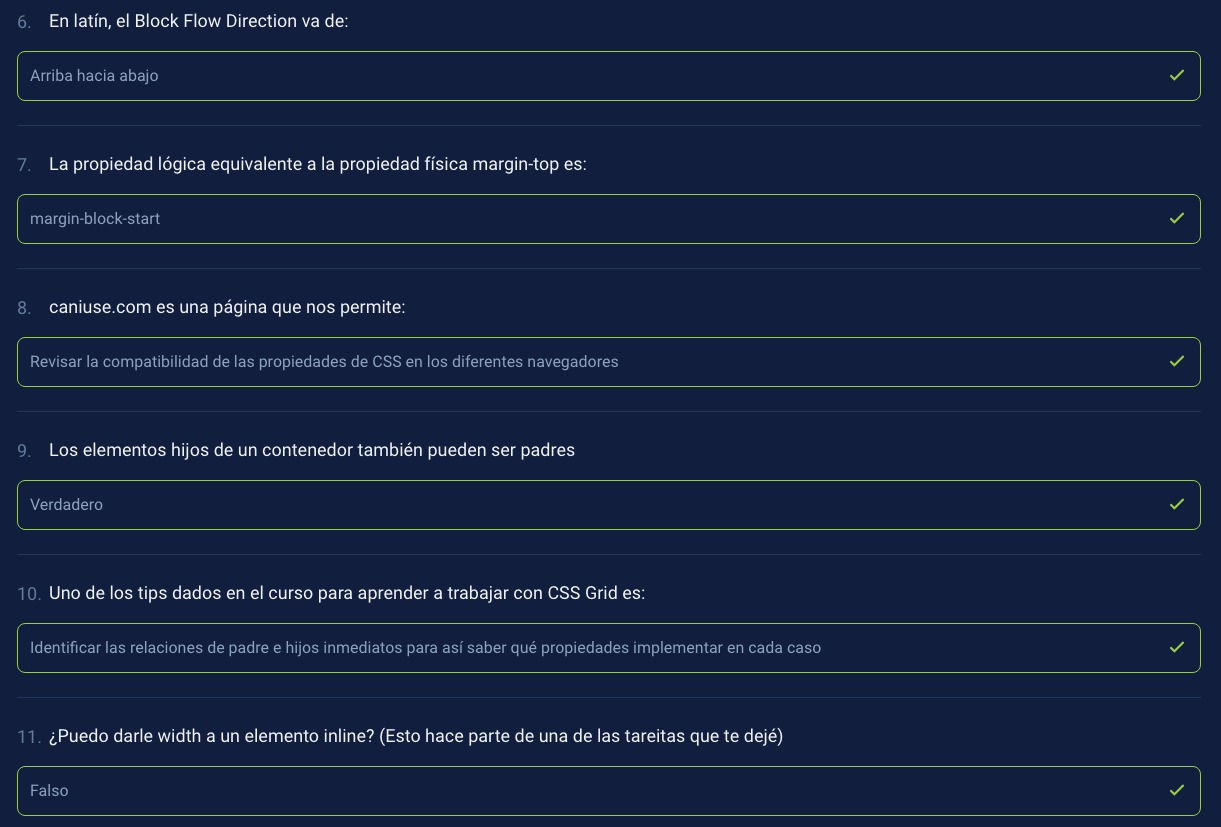 6. En latín, el Block Flow Direction va de:
Arriba hacia abajo
7. La propiedad lógica equivalente a la propiedad física margin-top es:
margin-block-start
8. caniuse.com es una página que nos permite:
Revisar la compatibilidad de las propiedades de CSS en los diferentes navegadores
9. Los elementos hijos de un contenedor también pueden ser padres
Verdadero
10. Uno de los tips dados en el curso para aprender a trabajar con CSS Grid es:
Identificar las relaciones de padre e hijos inmediatos para así saber qué propiedades implementar en cada caso
11. ¿Puedo darle width a un elemento inline? (Esto hace parte de una de las tareitas que te dejé)
Falso